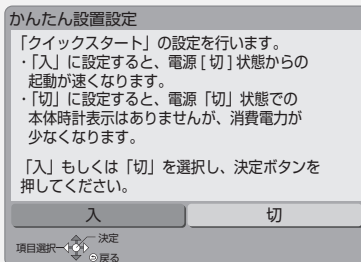 かんたん設置設定
「クイックスタート」の設定を行います。
・「入」に設定すると、電源 [ 切 ] 状態からの
起動が速くなります。
・「切」に設定すると、電源「切」状態での
本体時計表示はありませんが、消費電力が
少なくなります。
「入」もしくは「切」を選択し、決定ボタンを
押してください。
入 切
項目選択 決定
戻る